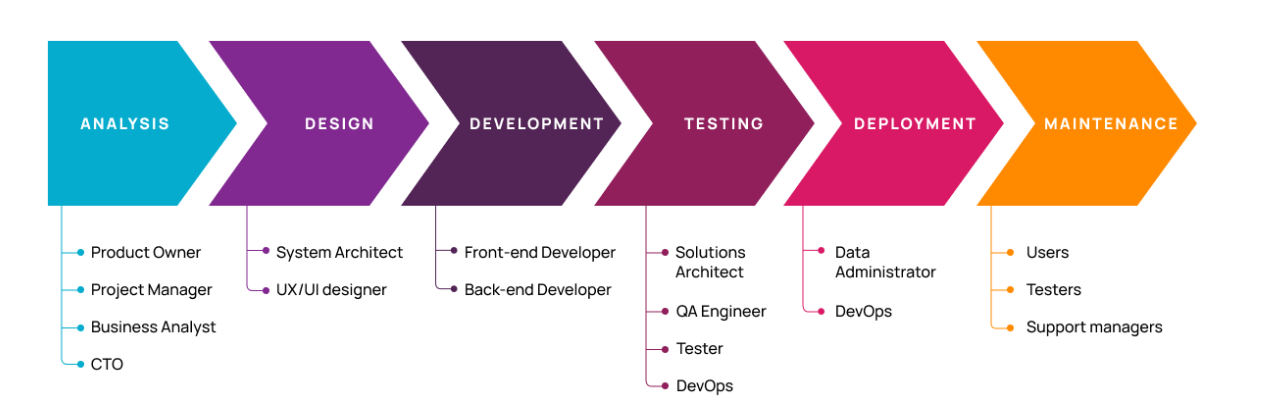 ANALYSIS
DESIGN
DEVELOPMENT
TESTING
DEPLOYMENT
MAINTENANCE
Product Owner
Project Manager
Business Analyst
CTO
System Architect
UX/UI designer
Front-end Developer
Back-end Developer
Solutions
Architect
QA Engineer
Tester
DevOps
Data
Administrator
DevOps
Users
Testers
Support managers